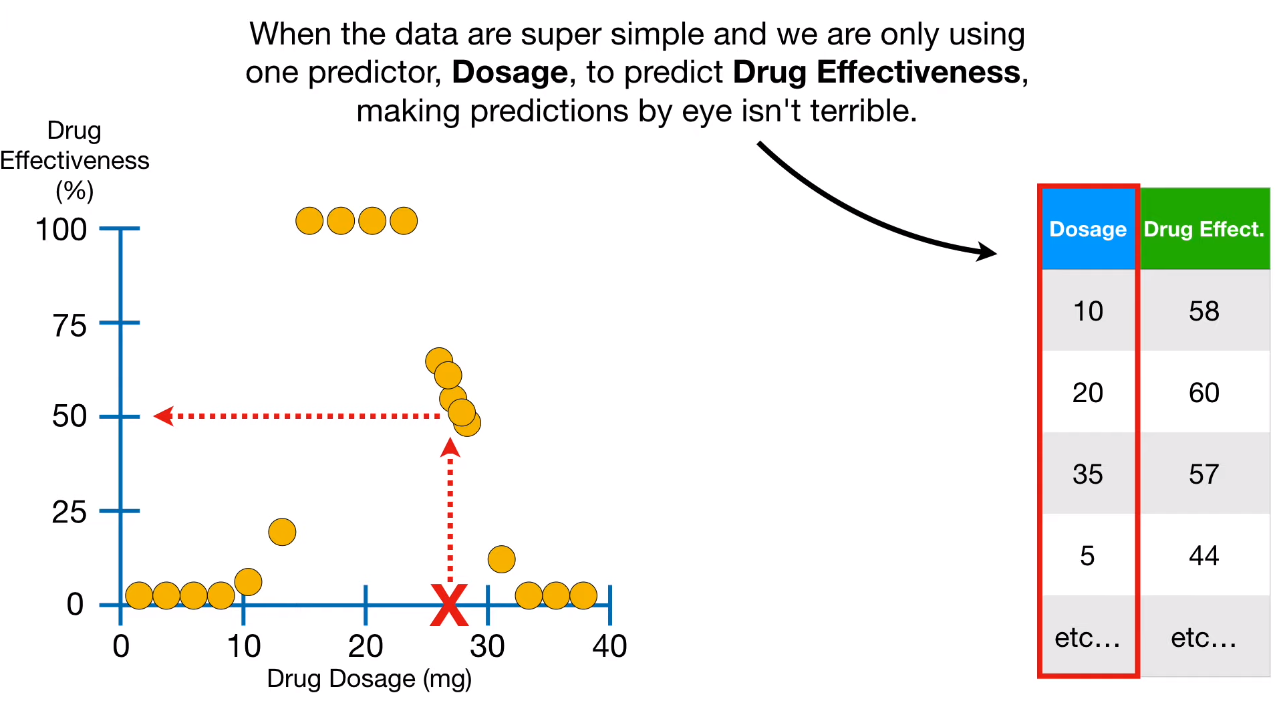 When the data are super simple and we are only using
one predictor, Dosage, to predict Drug Effectiveness,
making predictions by eye isn't terrible.
Drug
Effectiveness
(%)
100
75
50
25
0
0 10 20 30 40
Drug Dosage (mg)
X
Dosage Drug Effect.
10 58
20 60
35 57
5 44
etc… etc…